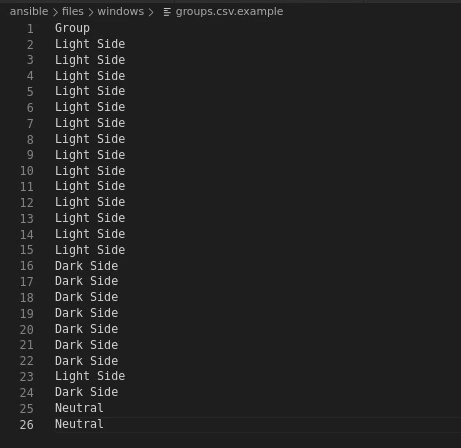 ansible > files > windows > groups.csv.example
1 Group
2 Light Side
3 Light Side
4 Light Side
5 Light Side
6 Light Side
7 Light Side
8 Light Side
9 Light Side
10 Light Side
11 Light Side
12 Light Side
13 Light Side
14 Light Side
15 Light Side
16 Dark Side
17 Dark Side
18 Dark Side
19 Dark Side
20 Dark Side
21 Dark Side
22 Dark Side
23 Light Side
24 Dark Side
25 Neutral
26 Neutral